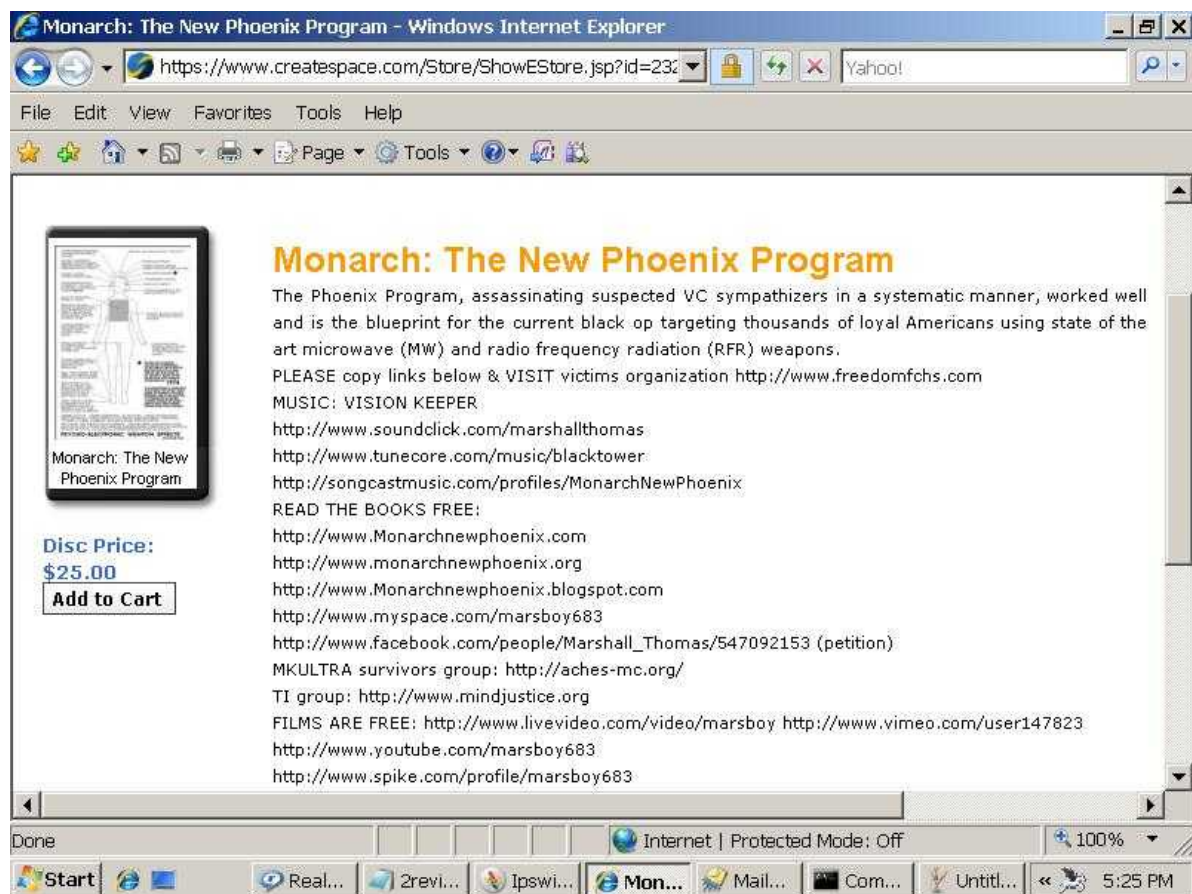 Monarch: The New Phoenix Program - Windows Internet Explorer
https://www.createspace.com/Store/ShowEStore.jsp?id=232
Yahoo!
File Edit View Favorites Tools Help
Page Tools
Monarch: The New Phoenix Program
The Phoenix Program, assassinating suspected VC sympathizers in a systematic manner, worked well
and is the blueprint for the current black op targeting thousands of loyal Americans using state of the
art microwave (MW) and radio frequency radiation (RFR) weapons.
PLEASE copy links below & VISIT victims organization http://www.freedomfchs.com
MUSIC: VISION KEEPER
http://www.soundclick.com/marshallthomas
http://www.tunecore.com/music/blacktower
http://songcastmusic.com/profiles/MonarchNewPhoenix
READ THE BOOKS FREE:
http://www.Monarchnewphoenix.com
http://www.monarchnewphoenix.org
http://www.Monarchnewphoenix.blogspot.com
http://www.myspace.com/marsboy683
http://www.facebook.com/people/Marshall_Thomas/547092153 (petition)
MKULTRA survivors group: http://aches-mc.org/
TI group: http://www.mindjustice.org
FILMS ARE FREE: http://www.livevideo.com/video/marsboy http://www.vimeo.com/user147823
http://www.youtube.com/marsboy683
http://www.spike.com/profile/marsboy683
PSYCHO-ELECTRONIC WEAPON EFFECTS
Monarch: The New
Phoenix Program
Disc Price:
$25.00
Add to Cart
Done
Internet | Protected Mode: Off
100%
Start
Real...
2revi...
Ipswi...
Mon...
Mail...
Com...
Untitl...
5:25 PM